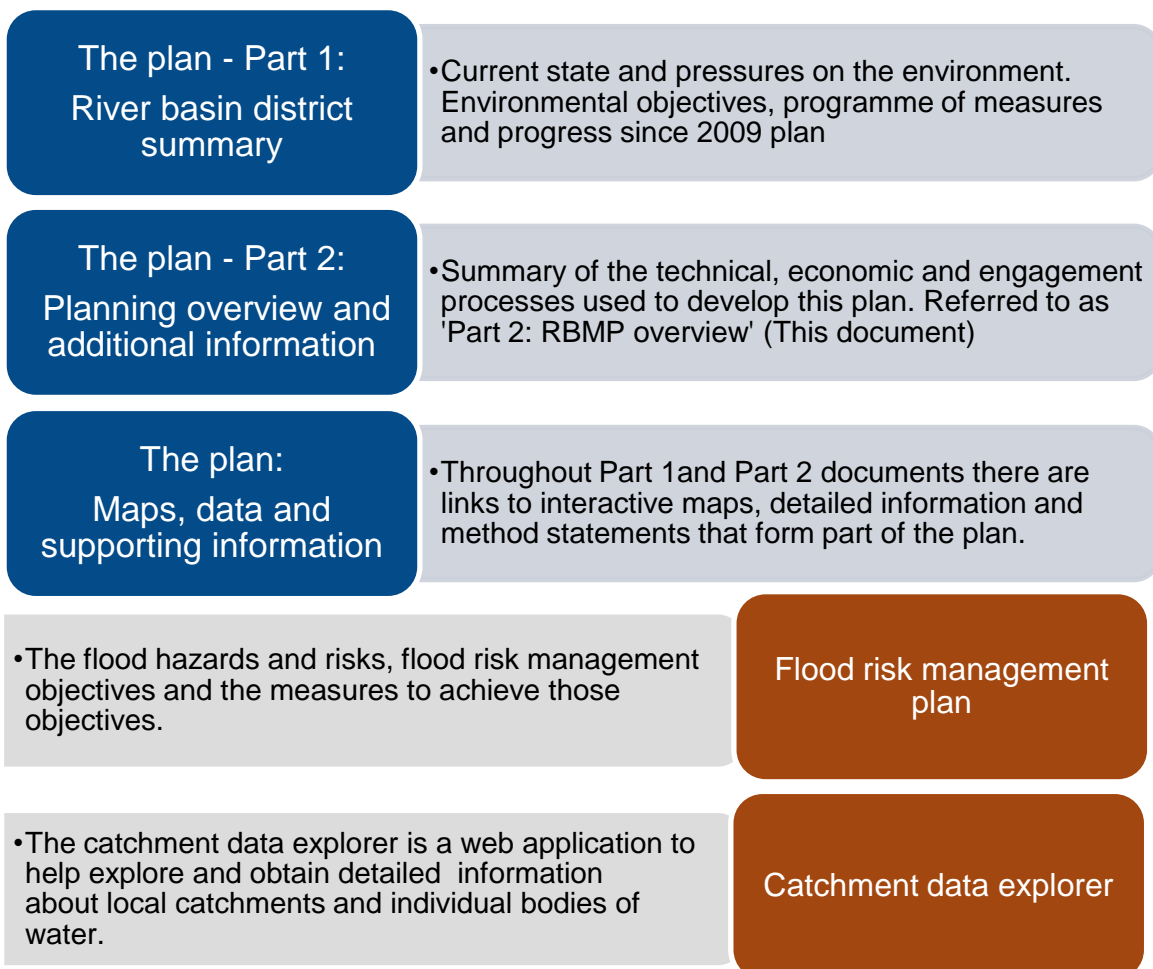 The plan - Part 1:
River basin district
summary
•Current state and pressures on the environment.
Environmental objectives, programme of measures
and progress since 2009 plan
The plan - Part 2:
Planning overview and
additional information
•Summary of the technical, economic and engagement
processes used to develop this plan. Referred to as
'Part 2: RBMP overview' (This document)
The plan:
Maps, data and
supporting information
•Throughout Part 1and Part 2 documents there are
links to interactive maps, detailed information and
method statements that form part of the plan.
•The flood hazards and risks, flood risk management
objectives and the measures to achieve those
objectives.
Flood risk management
plan
•The catchment data explorer is a web application to
help explore and obtain detailed  information
about local catchments and individual bodies of
water.
Catchment data explorer